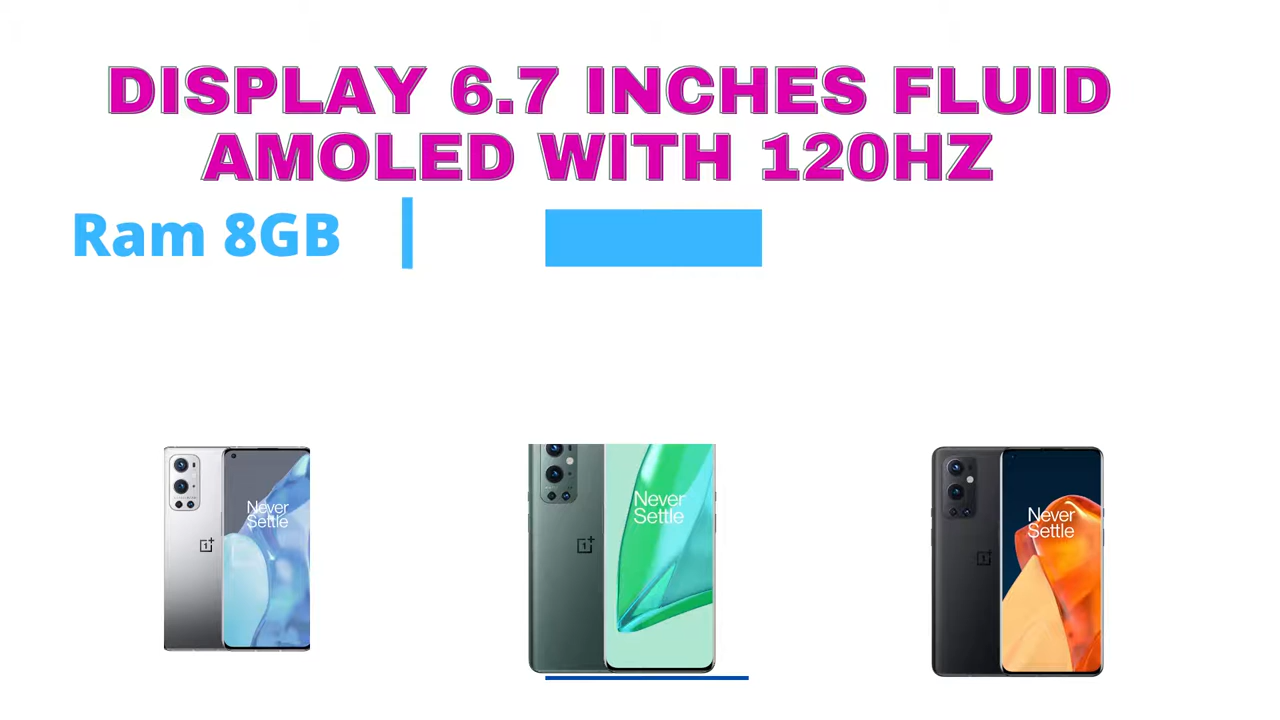 DISPLAY 6.7 INCHES FLUID
AMOLED WITH 120HZ
Ram 8GB
Never
Settle
Never
Settle
Never
Settle